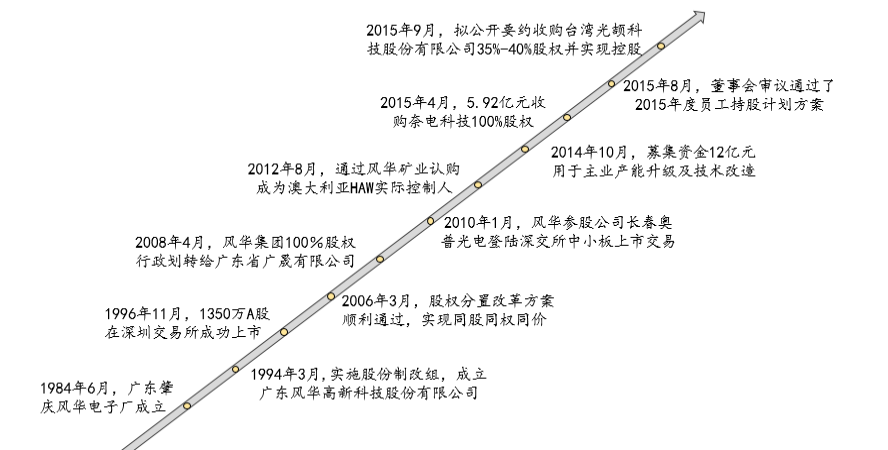 2015年9月，拟公开要约收购台湾光颉科
技股份有限公司35%-40%股权并实现控股
2015年8月，董事会审议通过了
2015年度员工持股计划方案
2015年4月，5.92亿元收
购奈电科技100%股权
2014年10月，募集资金12亿元
用于主业产能升级及技术改造
2012年8月，通过风华矿业认购
成为澳大利亚HAW实际控制人
2010年1月，风华参股公司长春奥
普光电登陆深交所中小板上市交易
2008年4月，风华集团100%股权
行政划转给广东省广晟有限公司
2006年3月，股权分置改革方案
顺利通过，实现同股同权同价
1996年11月，1350万A股
在深圳交易所成功上市
1994年3月,实施股份制改组，成立
广东风华高新科技股份有限公司
1984年6月，广东肇
庆风华电子厂成立